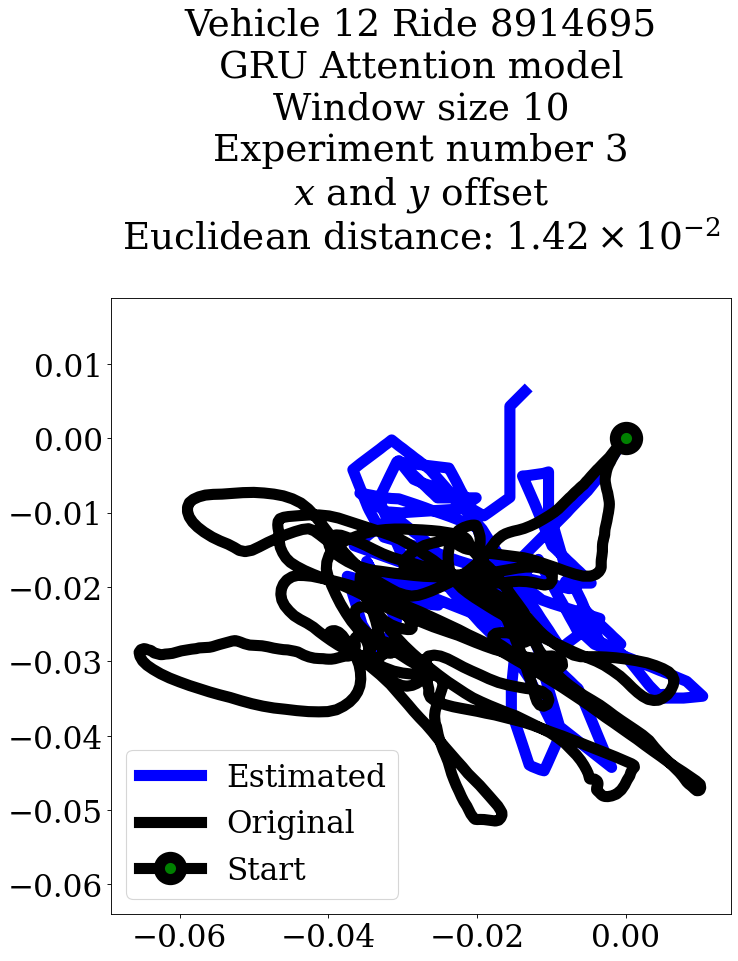 Vehicle 12 Ride 8914695
GRU Attention model
Window size 10
Experiment number 3
x and y offset
Euclidean distance: 1.42 × 10⁻²
0.01
0.00
−0.01
−0.02
−0.03
−0.04
−0.05
−0.06
Estimated
Original
Start
−0.06 −0.04 −0.02 0.00